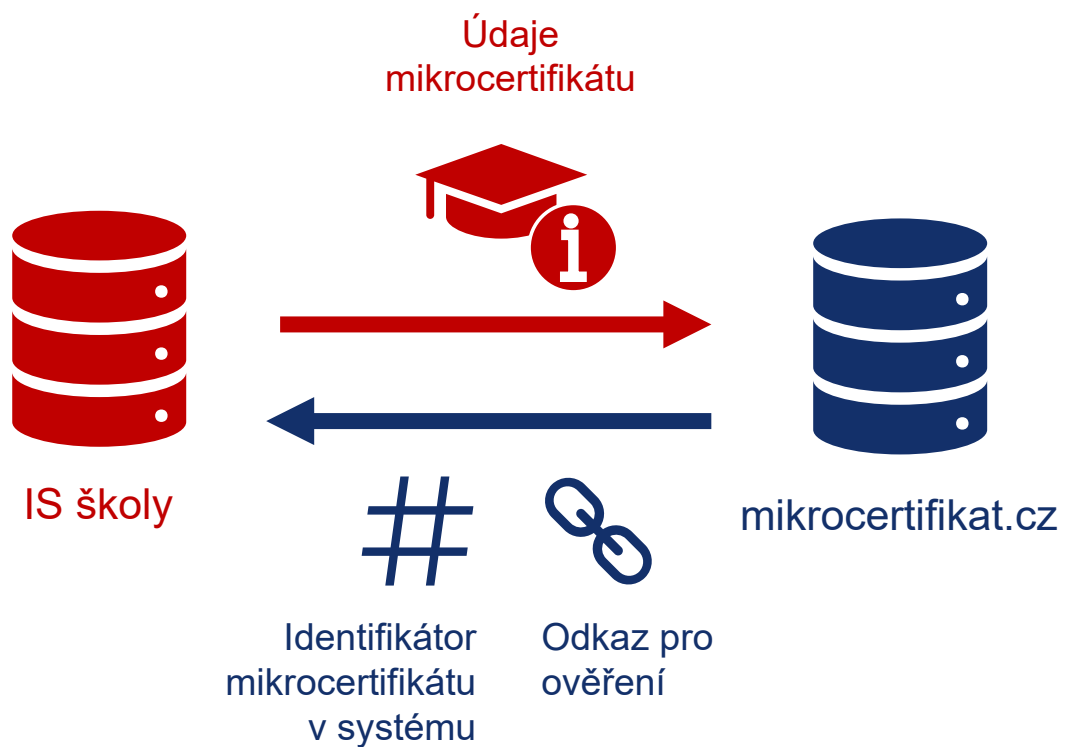 Údaje
mikrocertifikátu
IS školy
mikrocertifikat.cz
Identifikátor
mikrocertifikátu
v systému
Odkaz pro
ověření